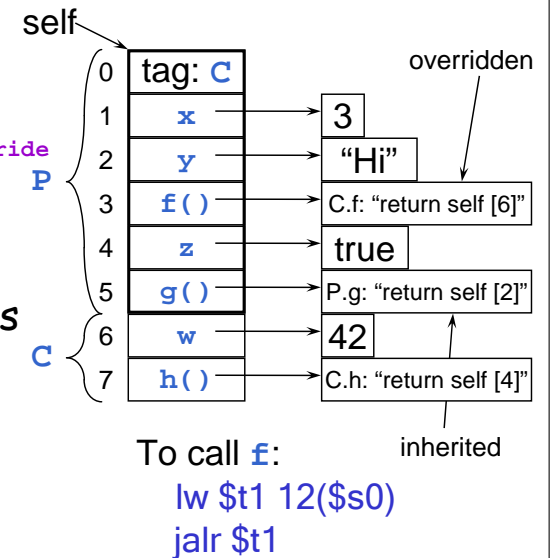 self
overridden
0 tag: C
1 x 3
ride
2 y "Hi"
P
3 f() C.f: "return self [6]"
4 z true
5 g() P.g: "return self [2]"
s
6 w 42
C
7 h() C.h: "return self [4]"
inherited
To call f:
lw $t1 12($s0)
jalr $t1